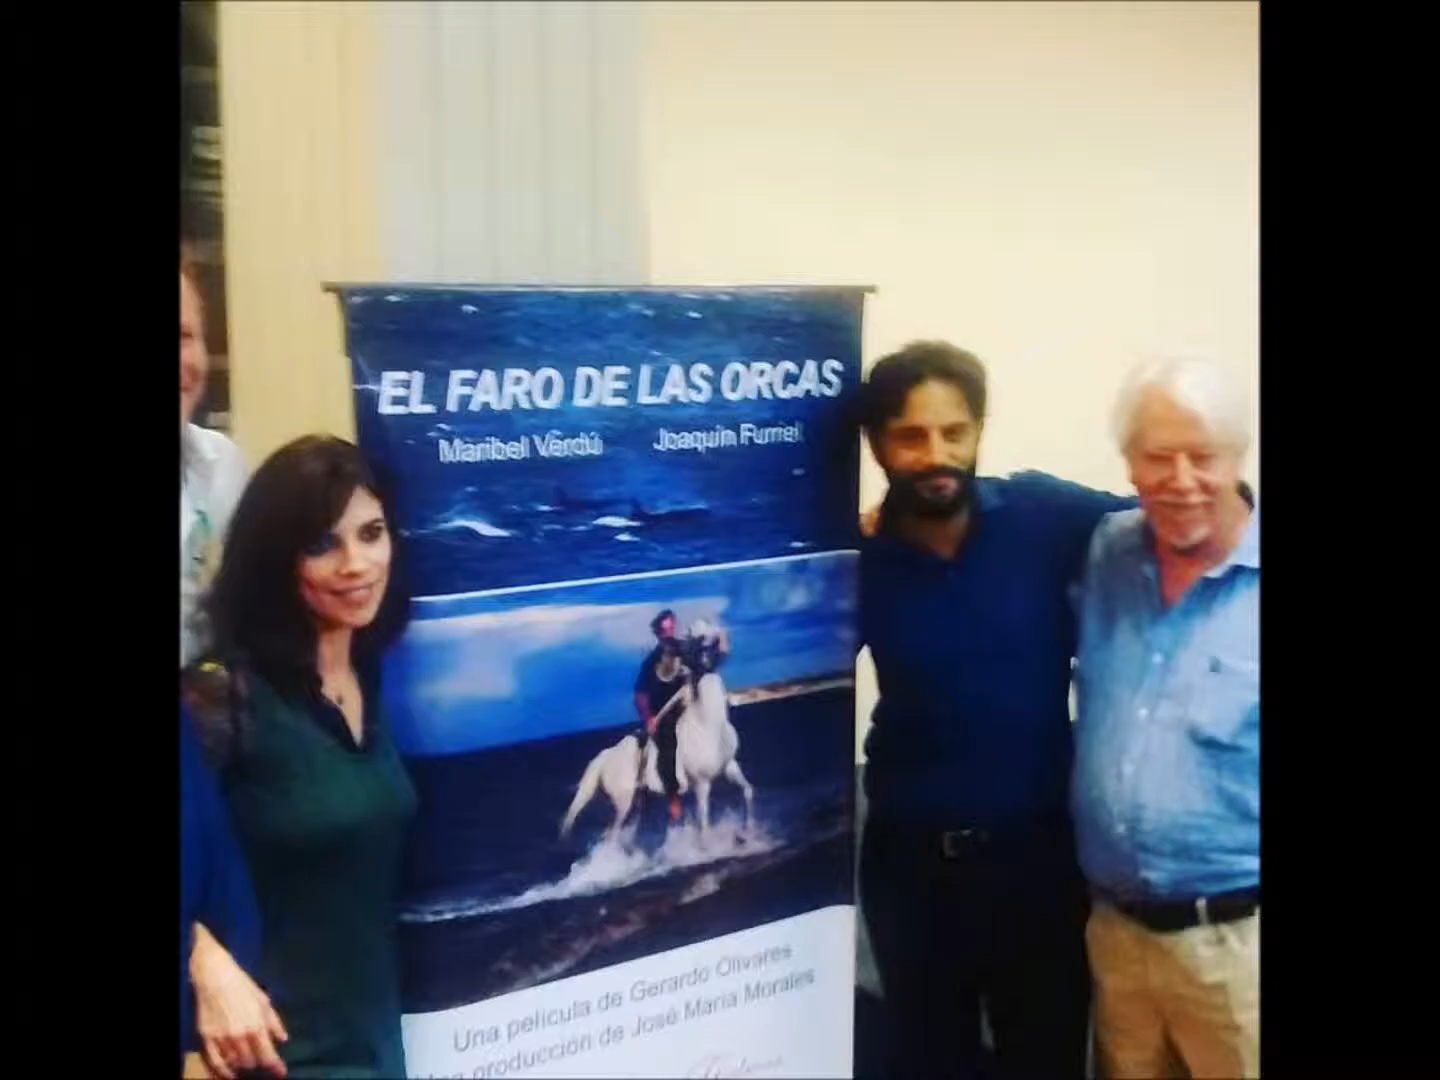 EL FARO DE LAS ORCAS
Maribel Verdú Joaquín Furriel
Una película de Gerardo Olivares
producción de José María Morales